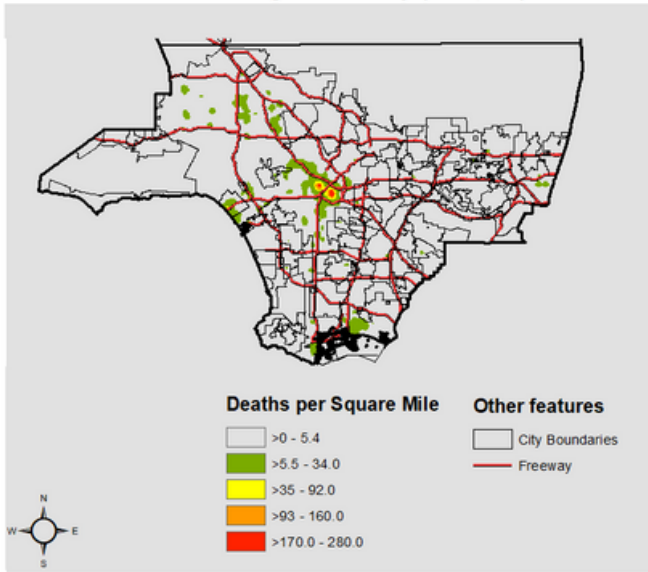 Deaths per Square Mile
>0 - 5.4
>5.5 - 34.0
>35 - 92.0
>93 - 160.0
>170.0 - 280.0
Other features
City Boundaries
Freeway
N
W
E
S